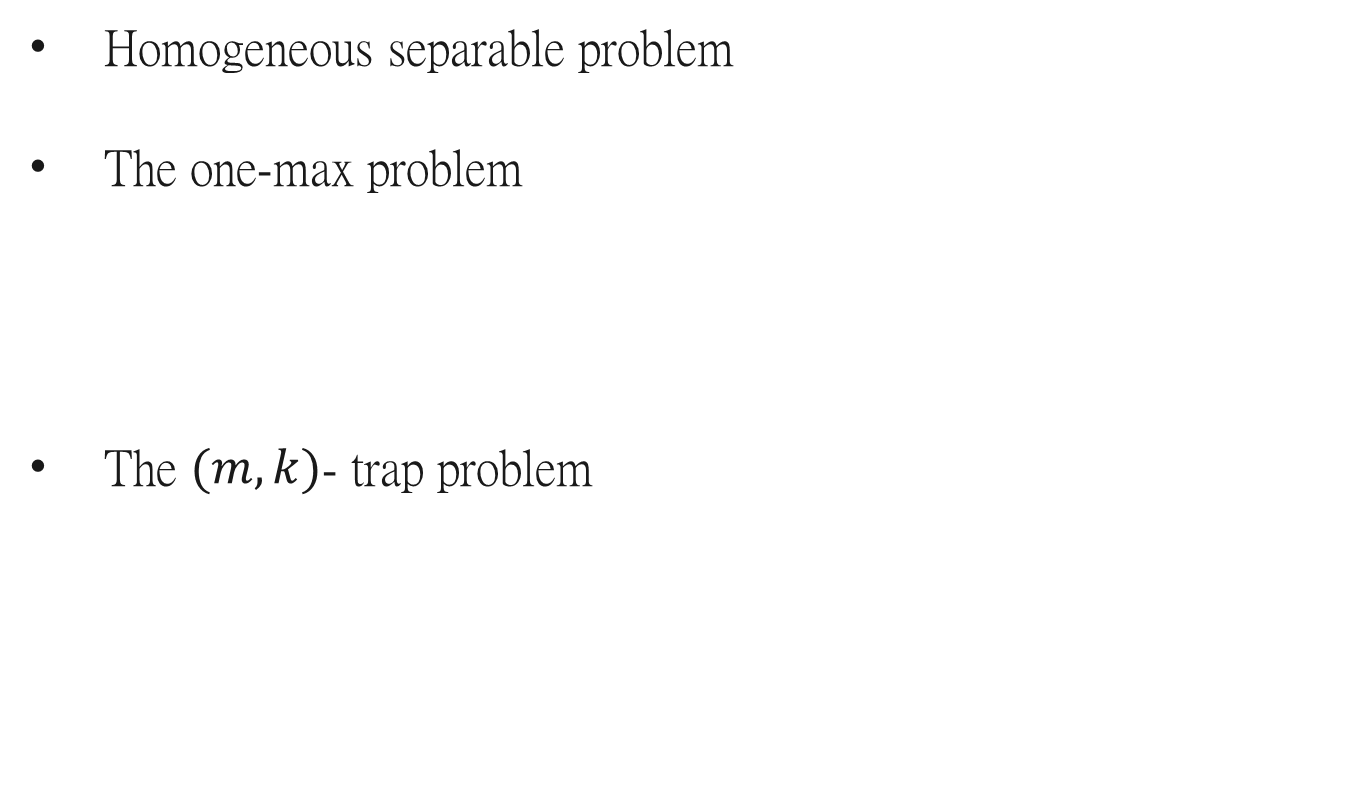 • Homogeneous separable problem
• The one-max problem
• The (m, k)- trap problem